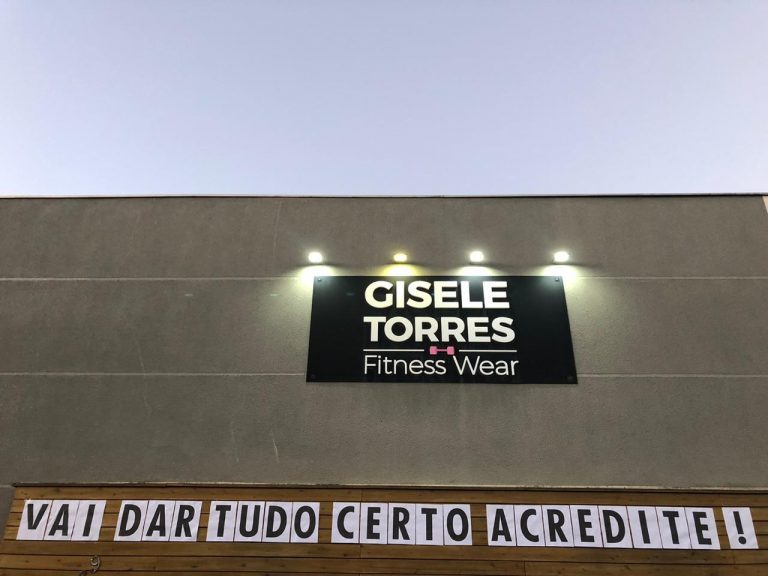 GISELE
TORRES
Fitness Wear
VAI DAR TUDO CERTO ACREDITE!